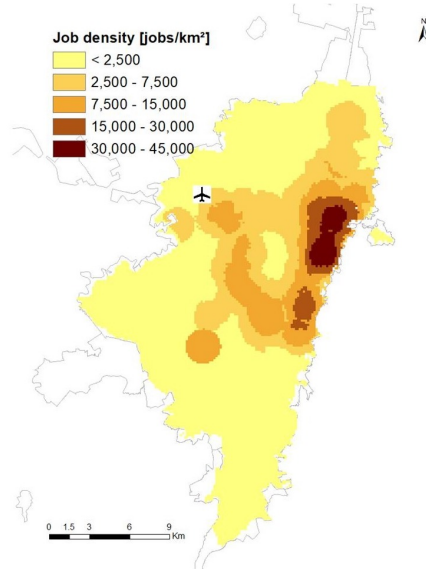 N
Job density [jobs/km²]
< 2,500
2,500 - 7,500
7,500 - 15,000
15,000 - 30,000
30,000 - 45,000
0 1.5 3 6 9
Km